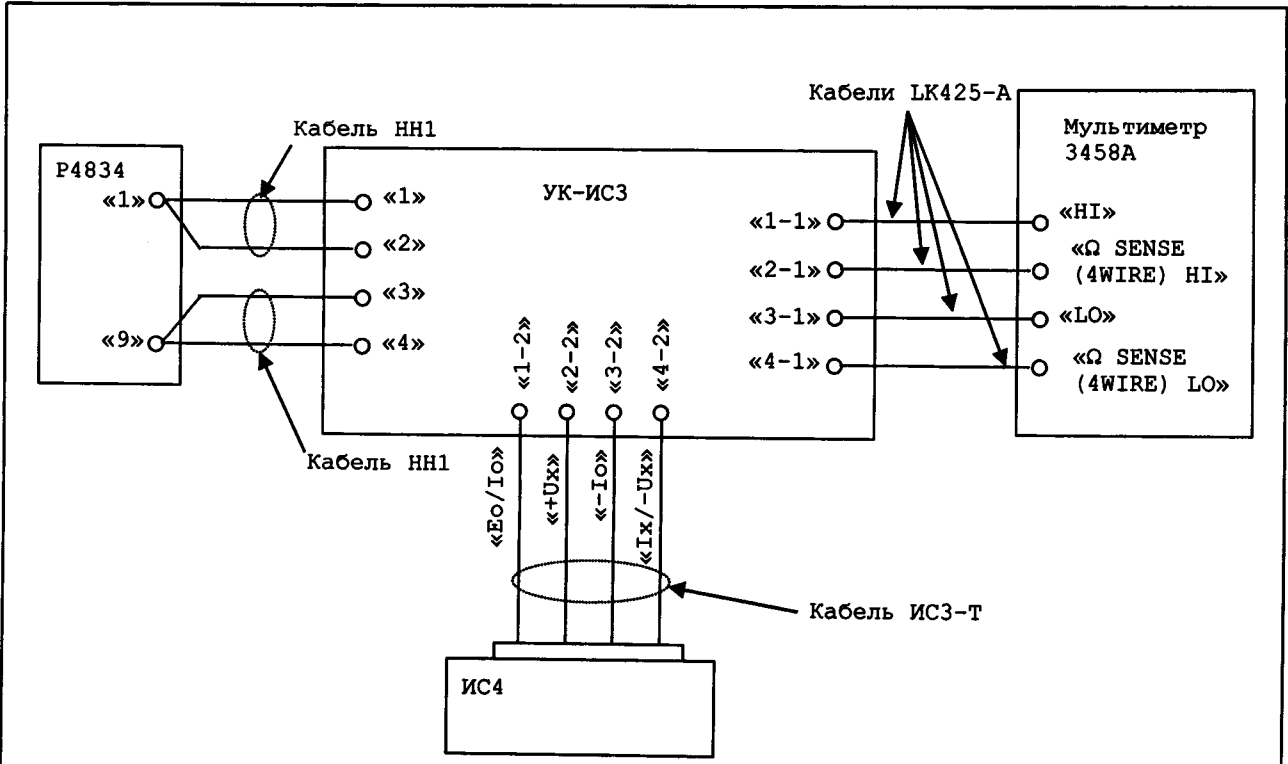 Кабели LK425-A
Кабель НН1
Мультиметр
3458A
Р4834
«1»
«9»
УК-ИС3
«1»
«2»
«3»
«4»
«1-1»
«2-1»
«3-1»
«4-1»
«HI»
«Ω SENSE
(4WIRE) HI»
«LO»
«Ω SENSE
(4WIRE) LO»
«1-2»
«2-2»
«3-2»
«4-2»
Кабель НН1
«Eo/Io»
«+Ux»
«-Io»
«Ix/-Ux»
Кабель ИС3-Т
ИС4